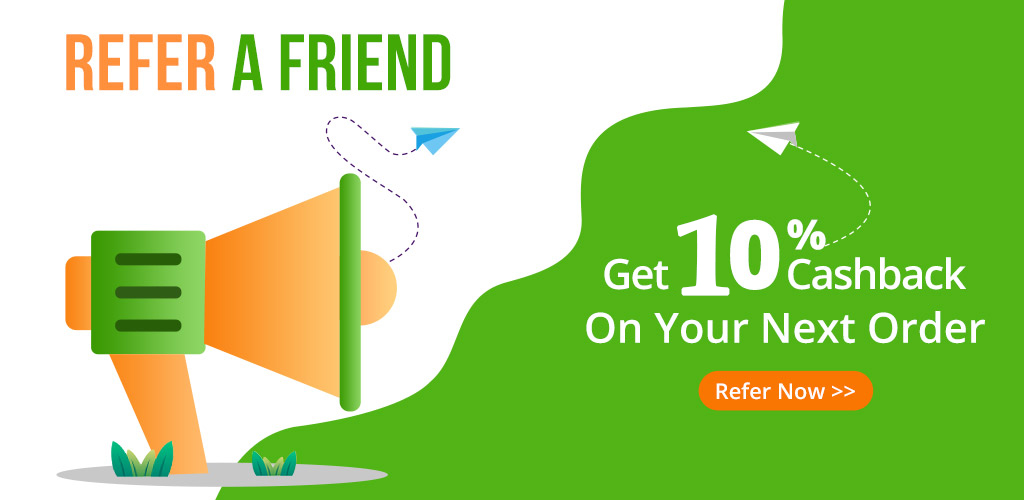 REFER A FRIEND
Get 10% Cashback
On Your Next Order
Refer Now >>